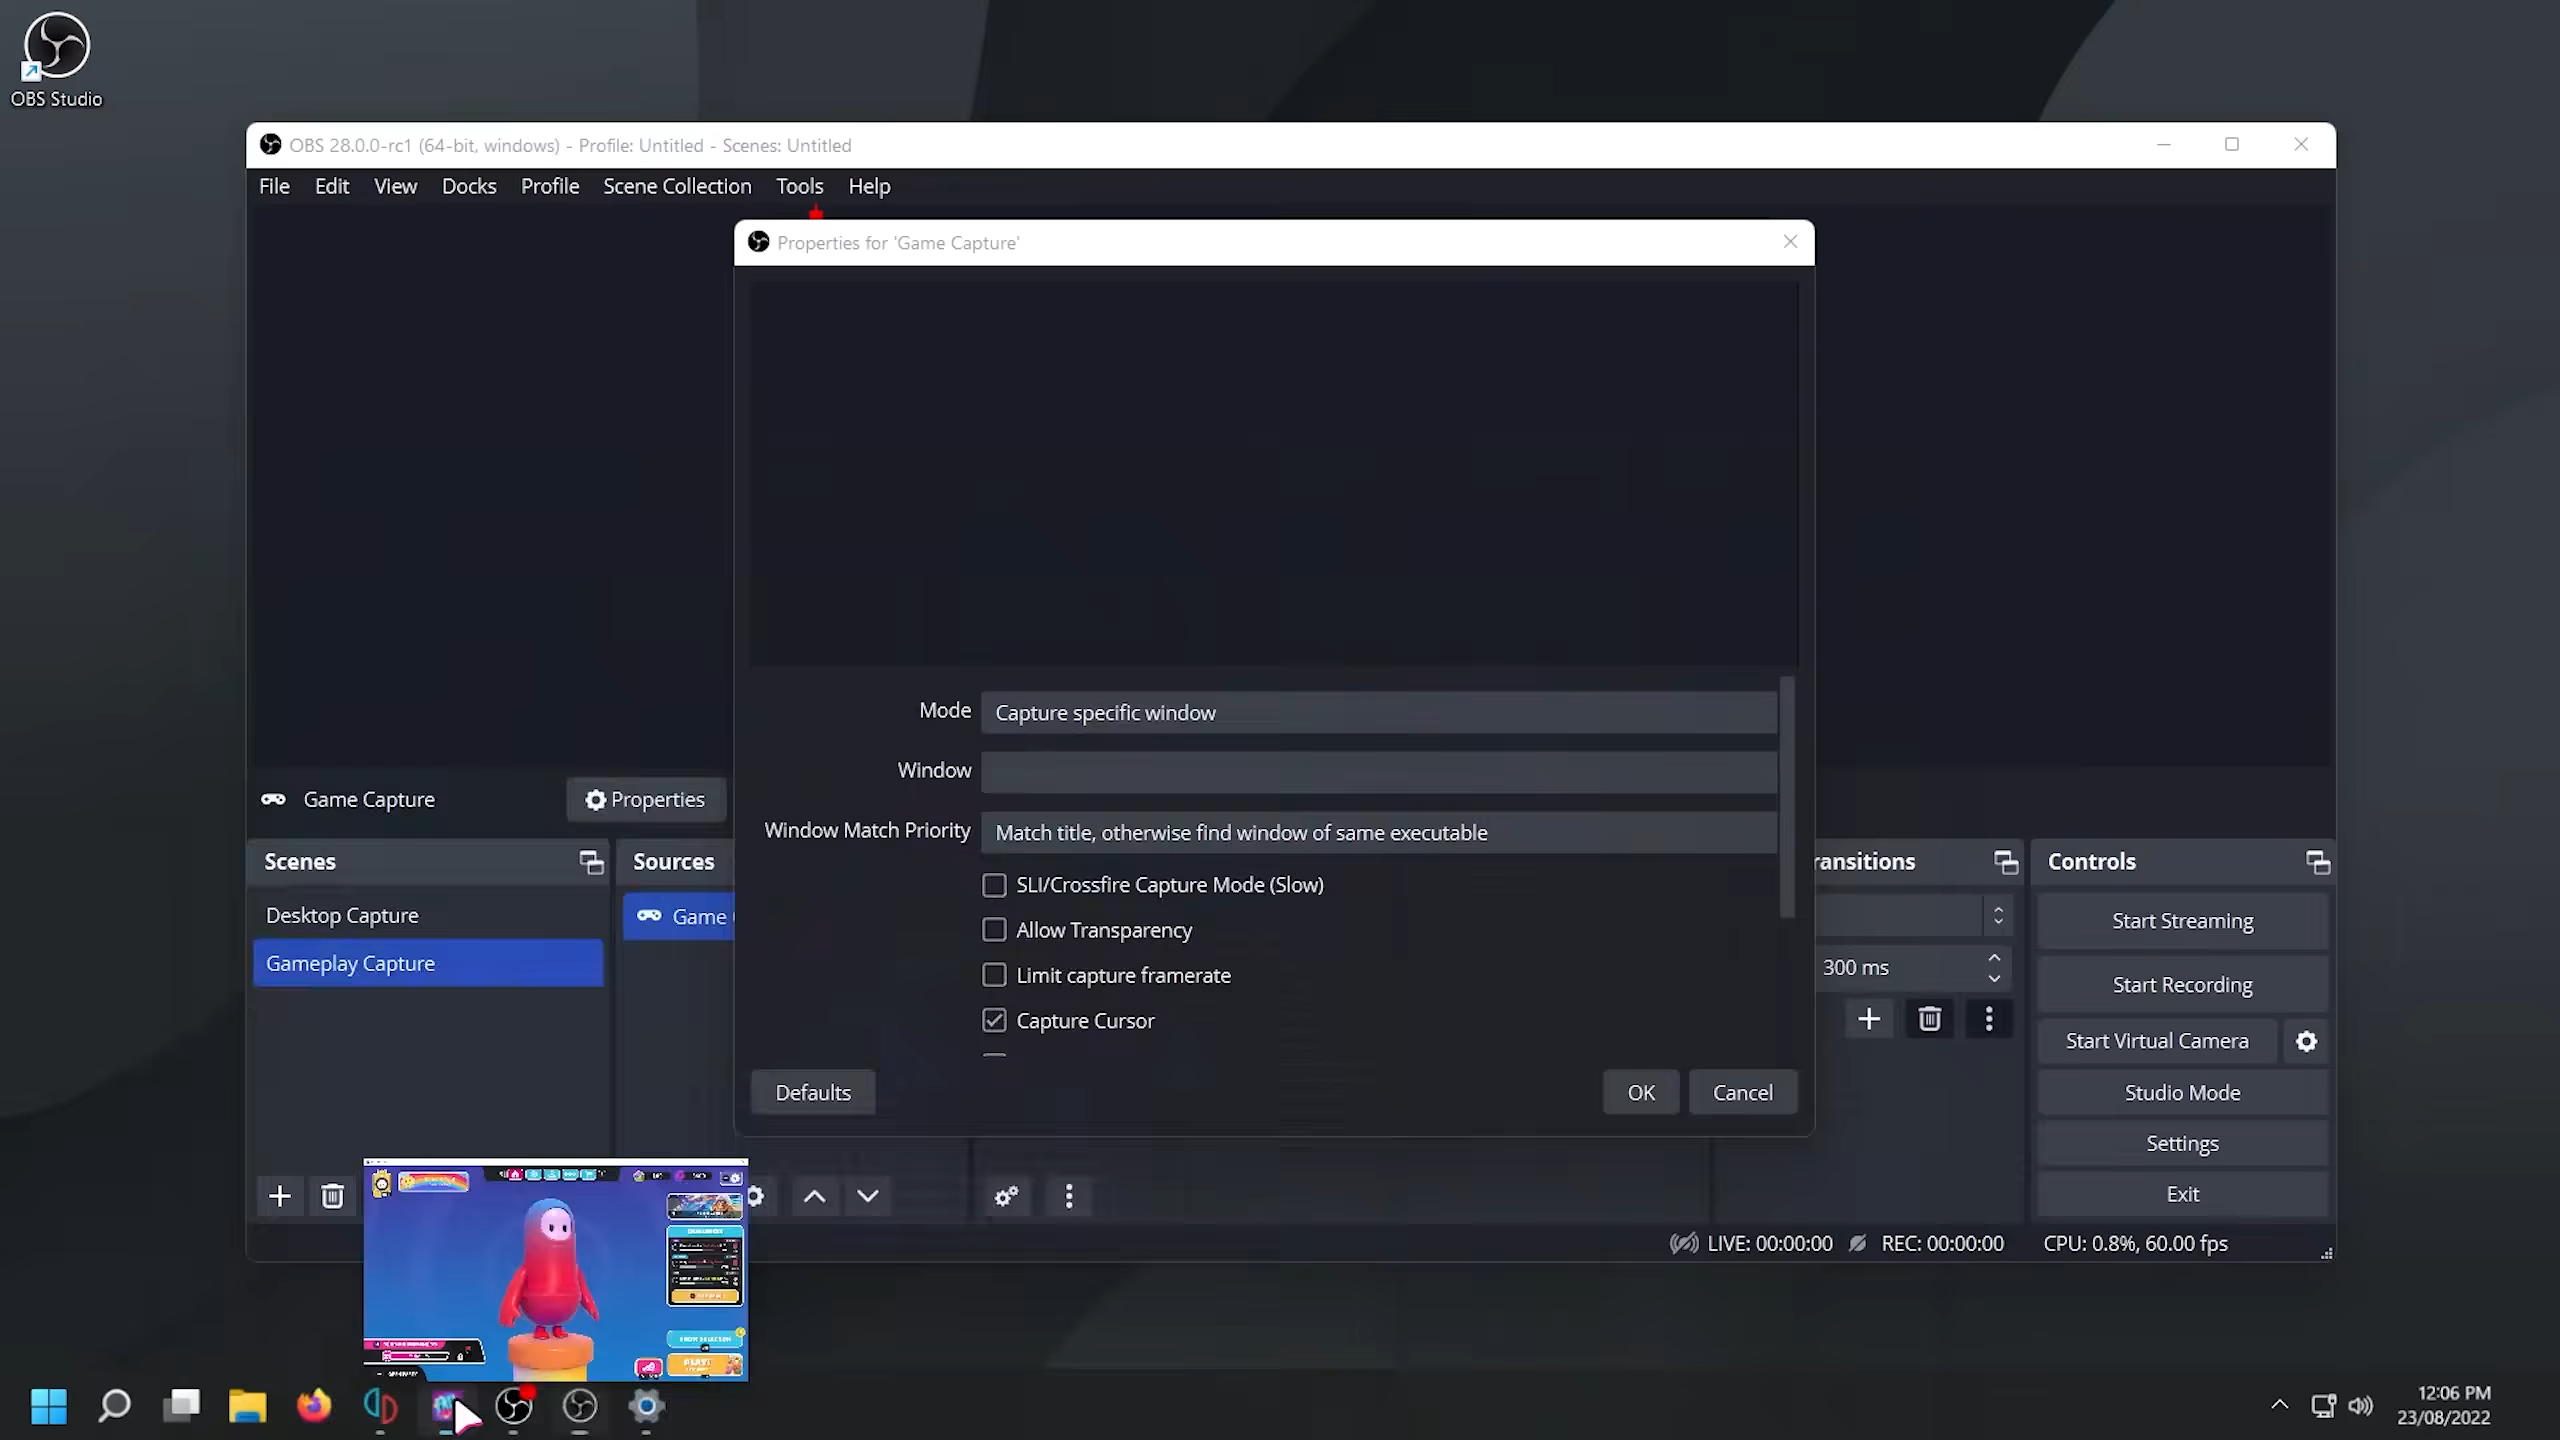 OBS Studio
OBS 28.0.0-rc1 (64-bit, windows) - Profile: Untitled - Scenes: Untitled
File Edit View Docks Profile Scene Collection Tools Help
Properties for 'Game Capture'
Mode Capture specific window
Window
Window Match Priority Match title, otherwise find window of same executable
SLI/Crossfire Capture Mode (Slow)
Allow Transparency
Limit capture framerate
Capture Cursor
Defaults OK Cancel
Game Capture Properties
Scenes
Desktop Capture
Gameplay Capture
Sources
Game
ransitions
300 ms
Controls
Start Streaming
Start Recording
Start Virtual Camera
Studio Mode
Settings
Exit
LIVE: 00:00:00 REC: 00:00:00 CPU: 0.8%, 60.00 fps
12:06 PM
23/08/2022